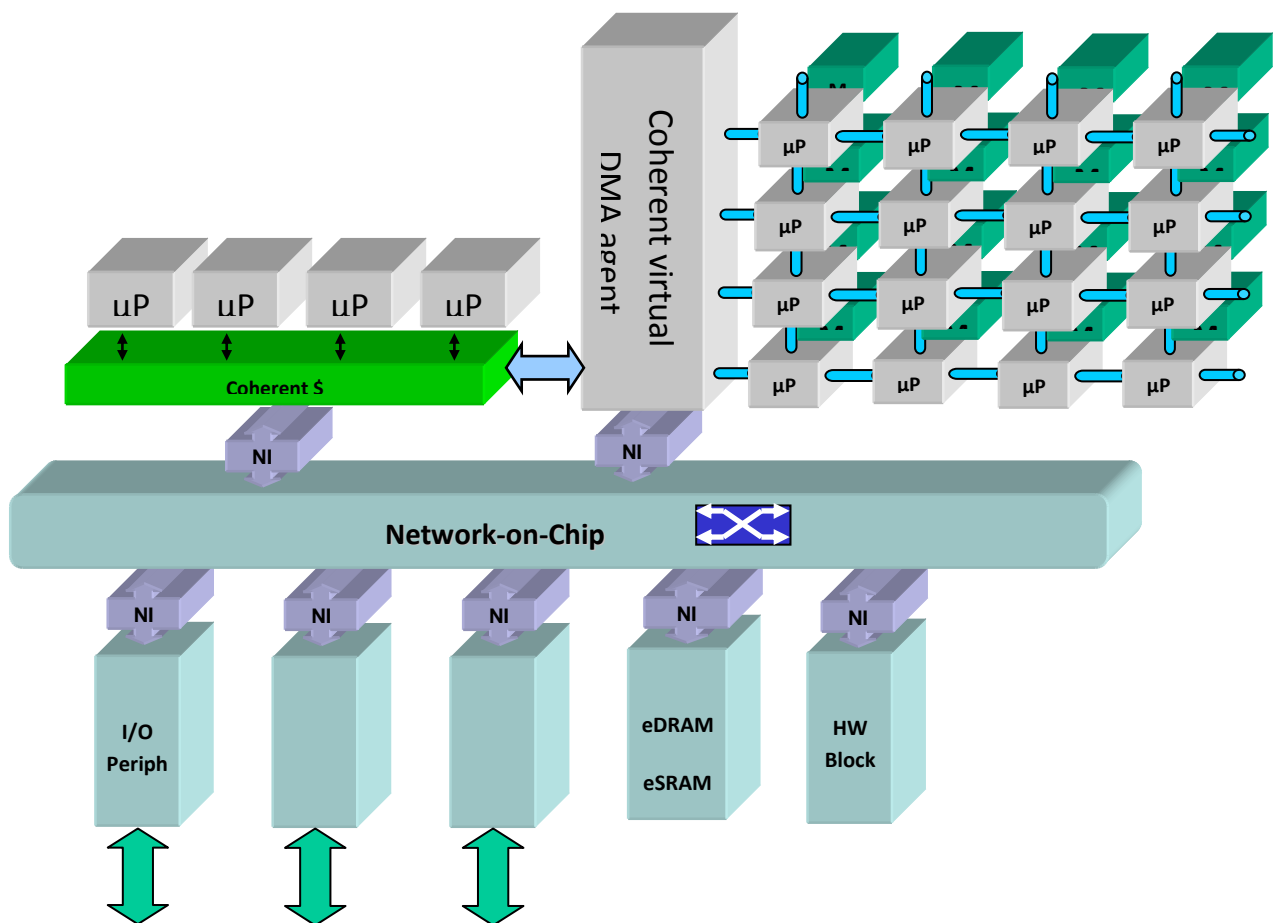 Coherent virtual
DMA agent
M
µP µP µP µP
M M M
µP µP µP µP
µP µP µP µP
M M
µP µP µP µP
µP µP µP µP
Coherent $
NI NI
Network-on-Chip
NI NI NI NI NI
I/O
Periph
eDRAM
eSRAM
HW
Block